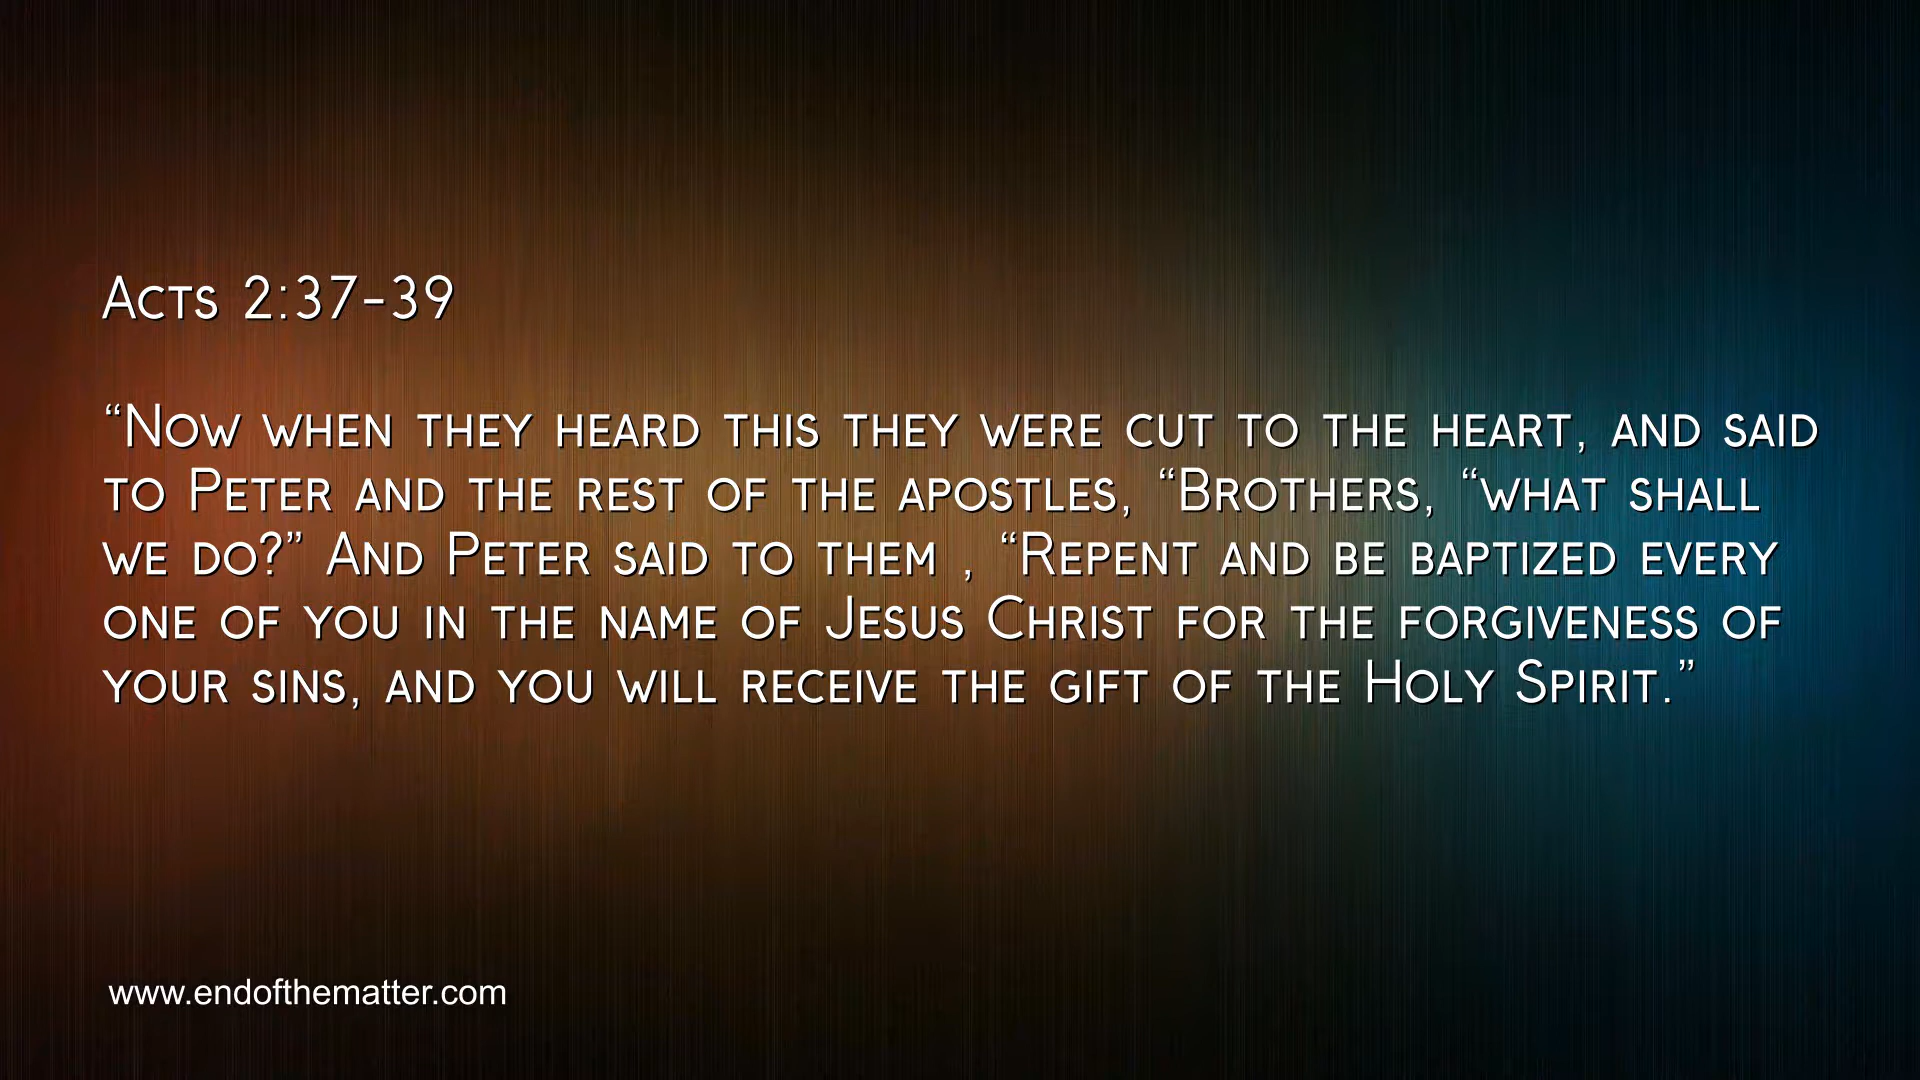 Acts 2:37-39
“Now when they heard this they were cut to the heart, and said
to Peter and the rest of the apostles, “Brothers, “what shall
we do?” And Peter said to them , “Repent and be baptized every
one of you in the name of Jesus Christ for the forgiveness of
your sins, and you will receive the gift of the Holy Spirit.”
www.endofthematter.com